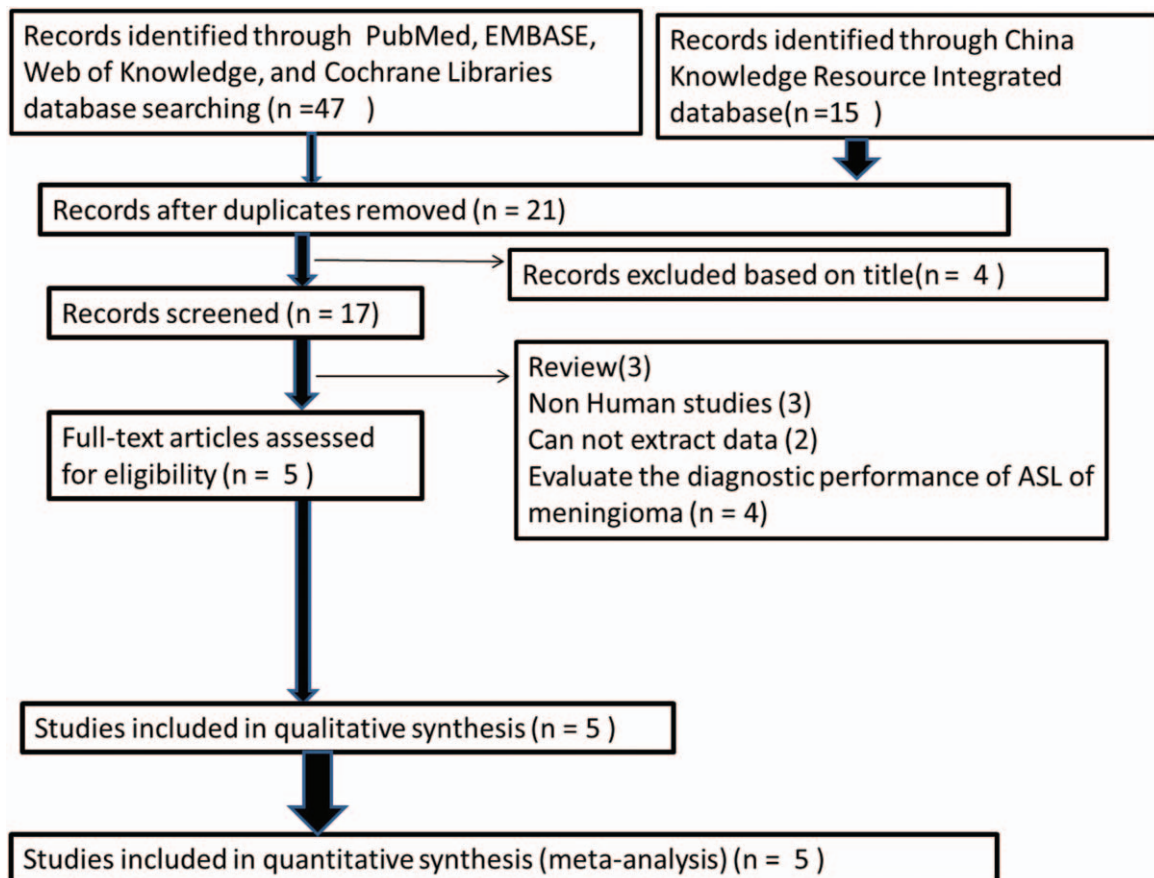 Records identified through PubMed, EMBASE,
Web of Knowledge, and Cochrane Libraries
database searching (n =47 )
Records identified through China
Knowledge Resource Integrated
database(n =15 )
Records after duplicates removed (n = 21)
Records excluded based on title(n = 4 )
Records screened (n = 17)
Review(3)
Non Human studies (3)
Can not extract data (2)
Evaluate the diagnostic performance of ASL of
meningioma (n = 4)
Full-text articles assessed
for eligibility (n = 5 )
Studies included in qualitative synthesis (n = 5 )
Studies included in quantitative synthesis (meta-analysis) (n = 5 )